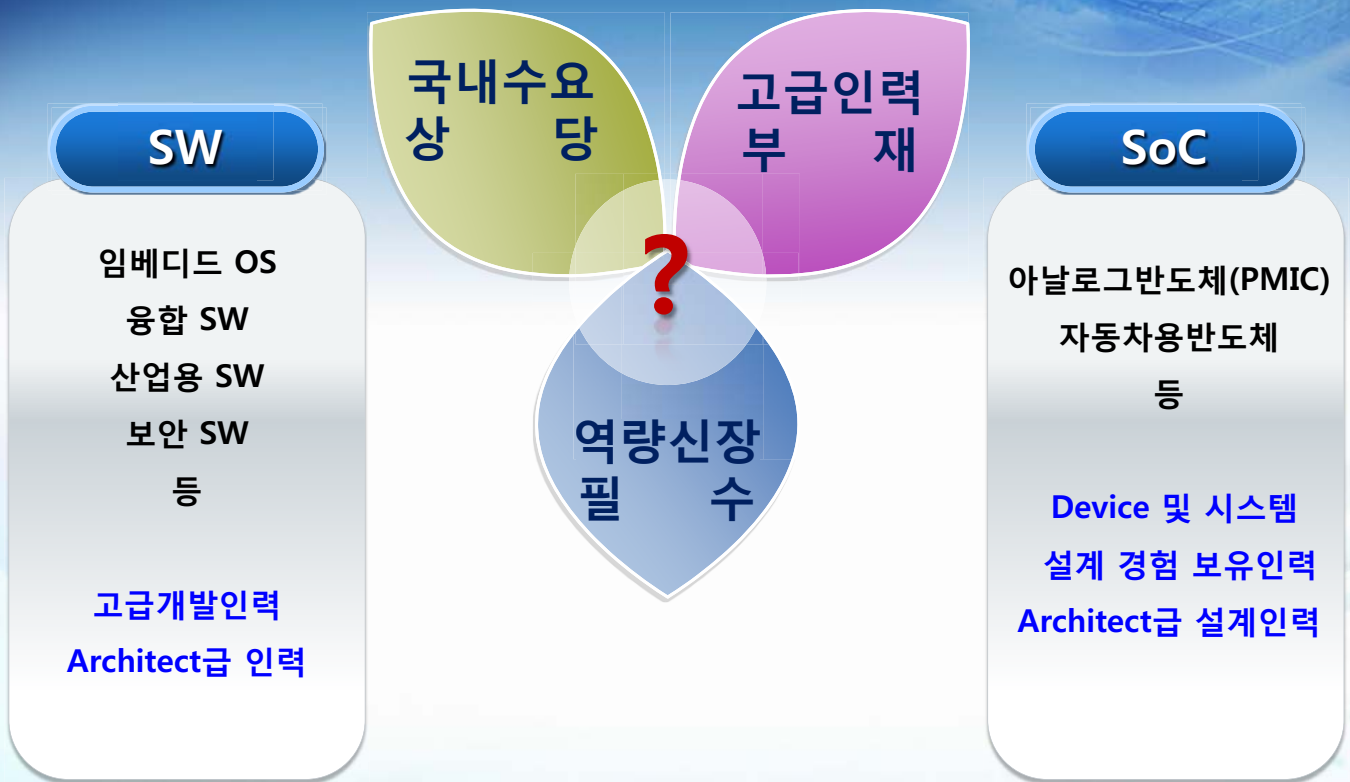 국내수요
상 당
고급인력
부 재
?
역량신장
필 수
SW
임베디드 OS
융합 SW
산업용 SW
보안 SW
등
고급개발인력
Architect급 인력
SoC
아날로그반도체(PMIC)
자동차용반도체
등
Device 및 시스템
설계 경험 보유인력
Architect급 설계인력